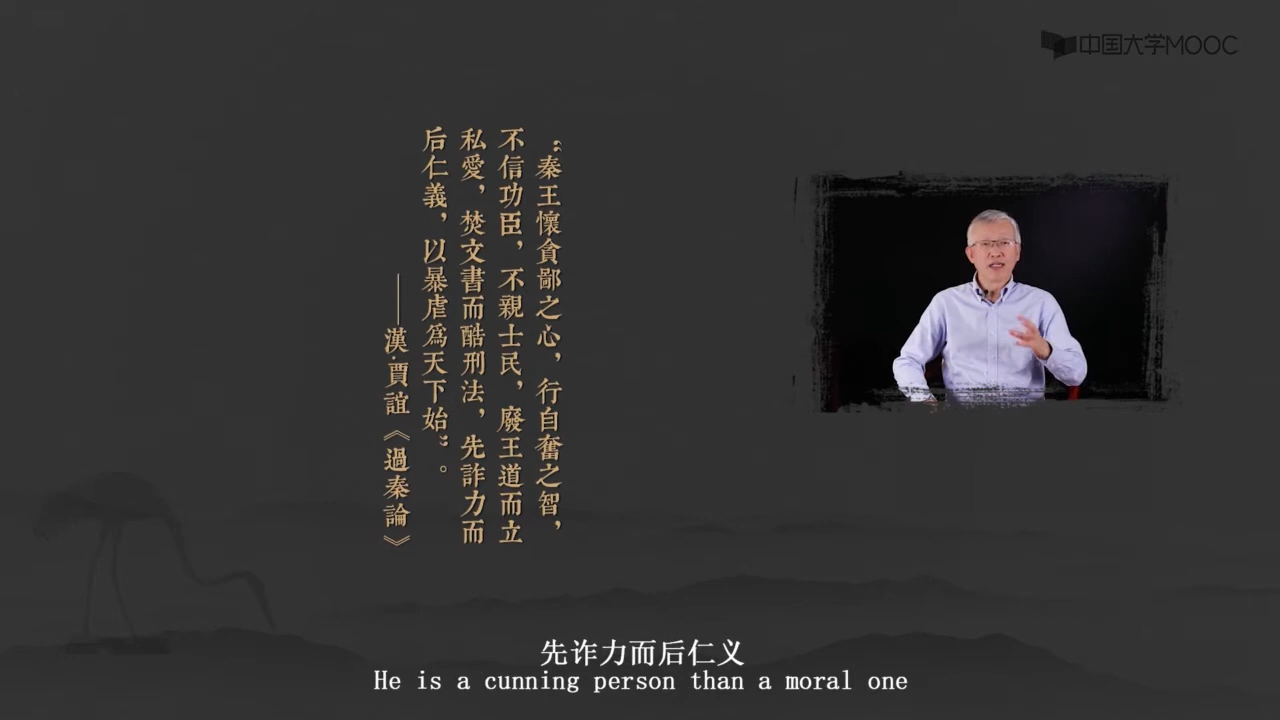 中国大学MOOC
“秦王懷貪鄙之心，行自奮之智，
不信功臣，不親士民，廢王道而立
私愛，焚文書而酷刑法，先詐力而
后仁義，以暴虐爲天下始”。
——漢·賈誼《過秦論》
先诈力而后仁义
He is a cunning person than a moral one